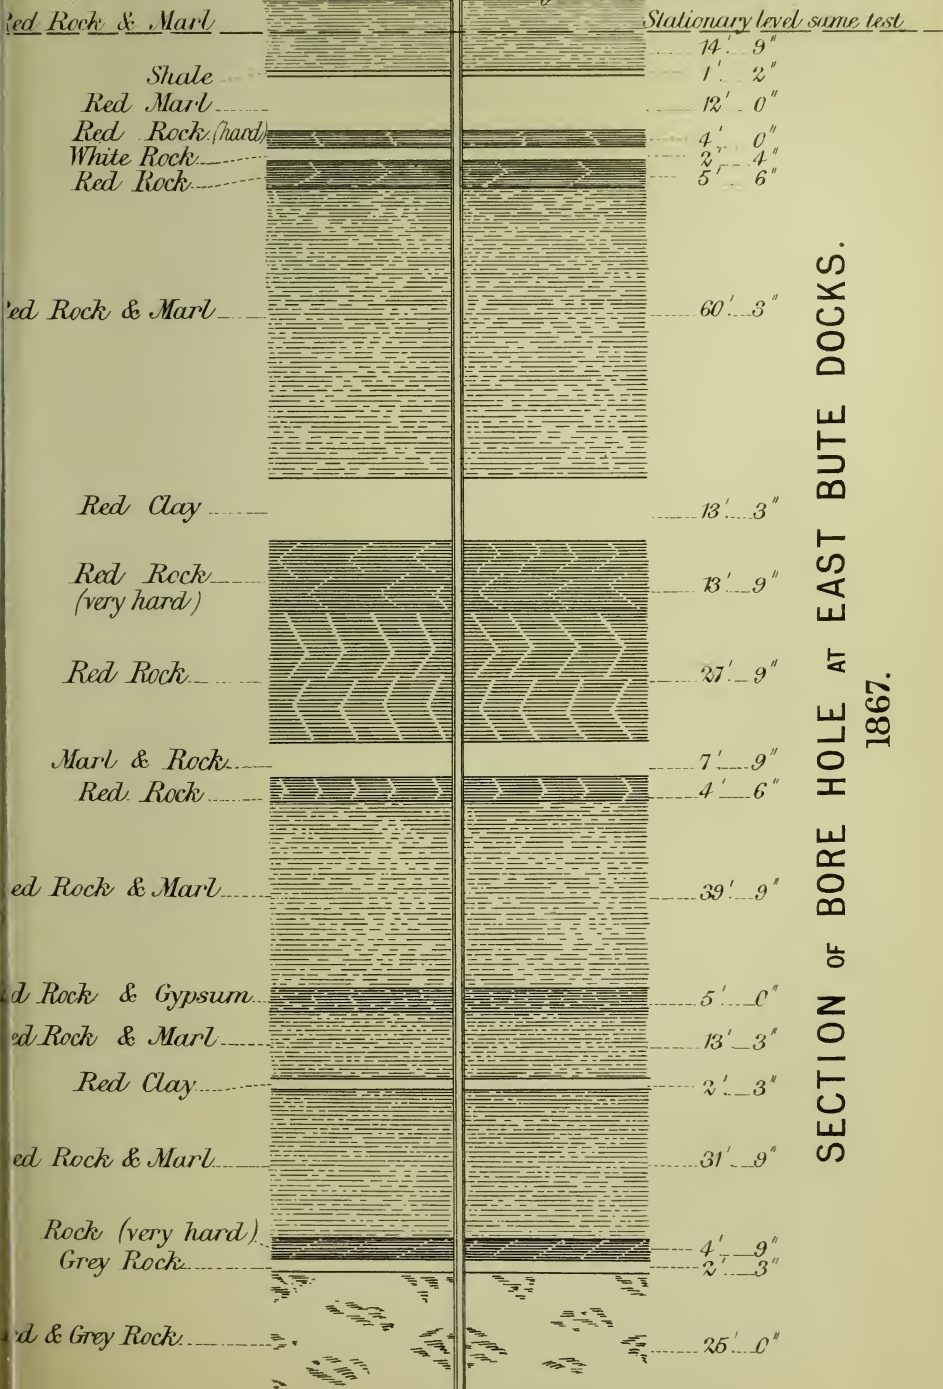 Red Rock & Marl Stationary level same test
14' 9"
Shale 1' 2"
Red Marl 12' 0"
Red Rock (hard) 4' 0"
White Rock 2' 4"
Red Rock 5' 6"
ed Rock & Marl 60' 3"
Red Clay 13' 3"
Red Rock 13' 9"
(very hard)
Red Rock 27' 9"
Marl & Rock 7' 9"
Red Rock 4' 6"
ed Rock & Marl 39' 9"
d Rock & Gypsum 5' 0"
ed Rock & Marl 13' 3"
Red Clay 2' 3"
ed Rock & Marl 31' 9"
Rock (very hard) 4' 9"
Grey Rock 2' 3"
d & Grey Rock 25' 0"
SECTION OF BORE HOLE AT EAST BUTE DOCKS.
1867.